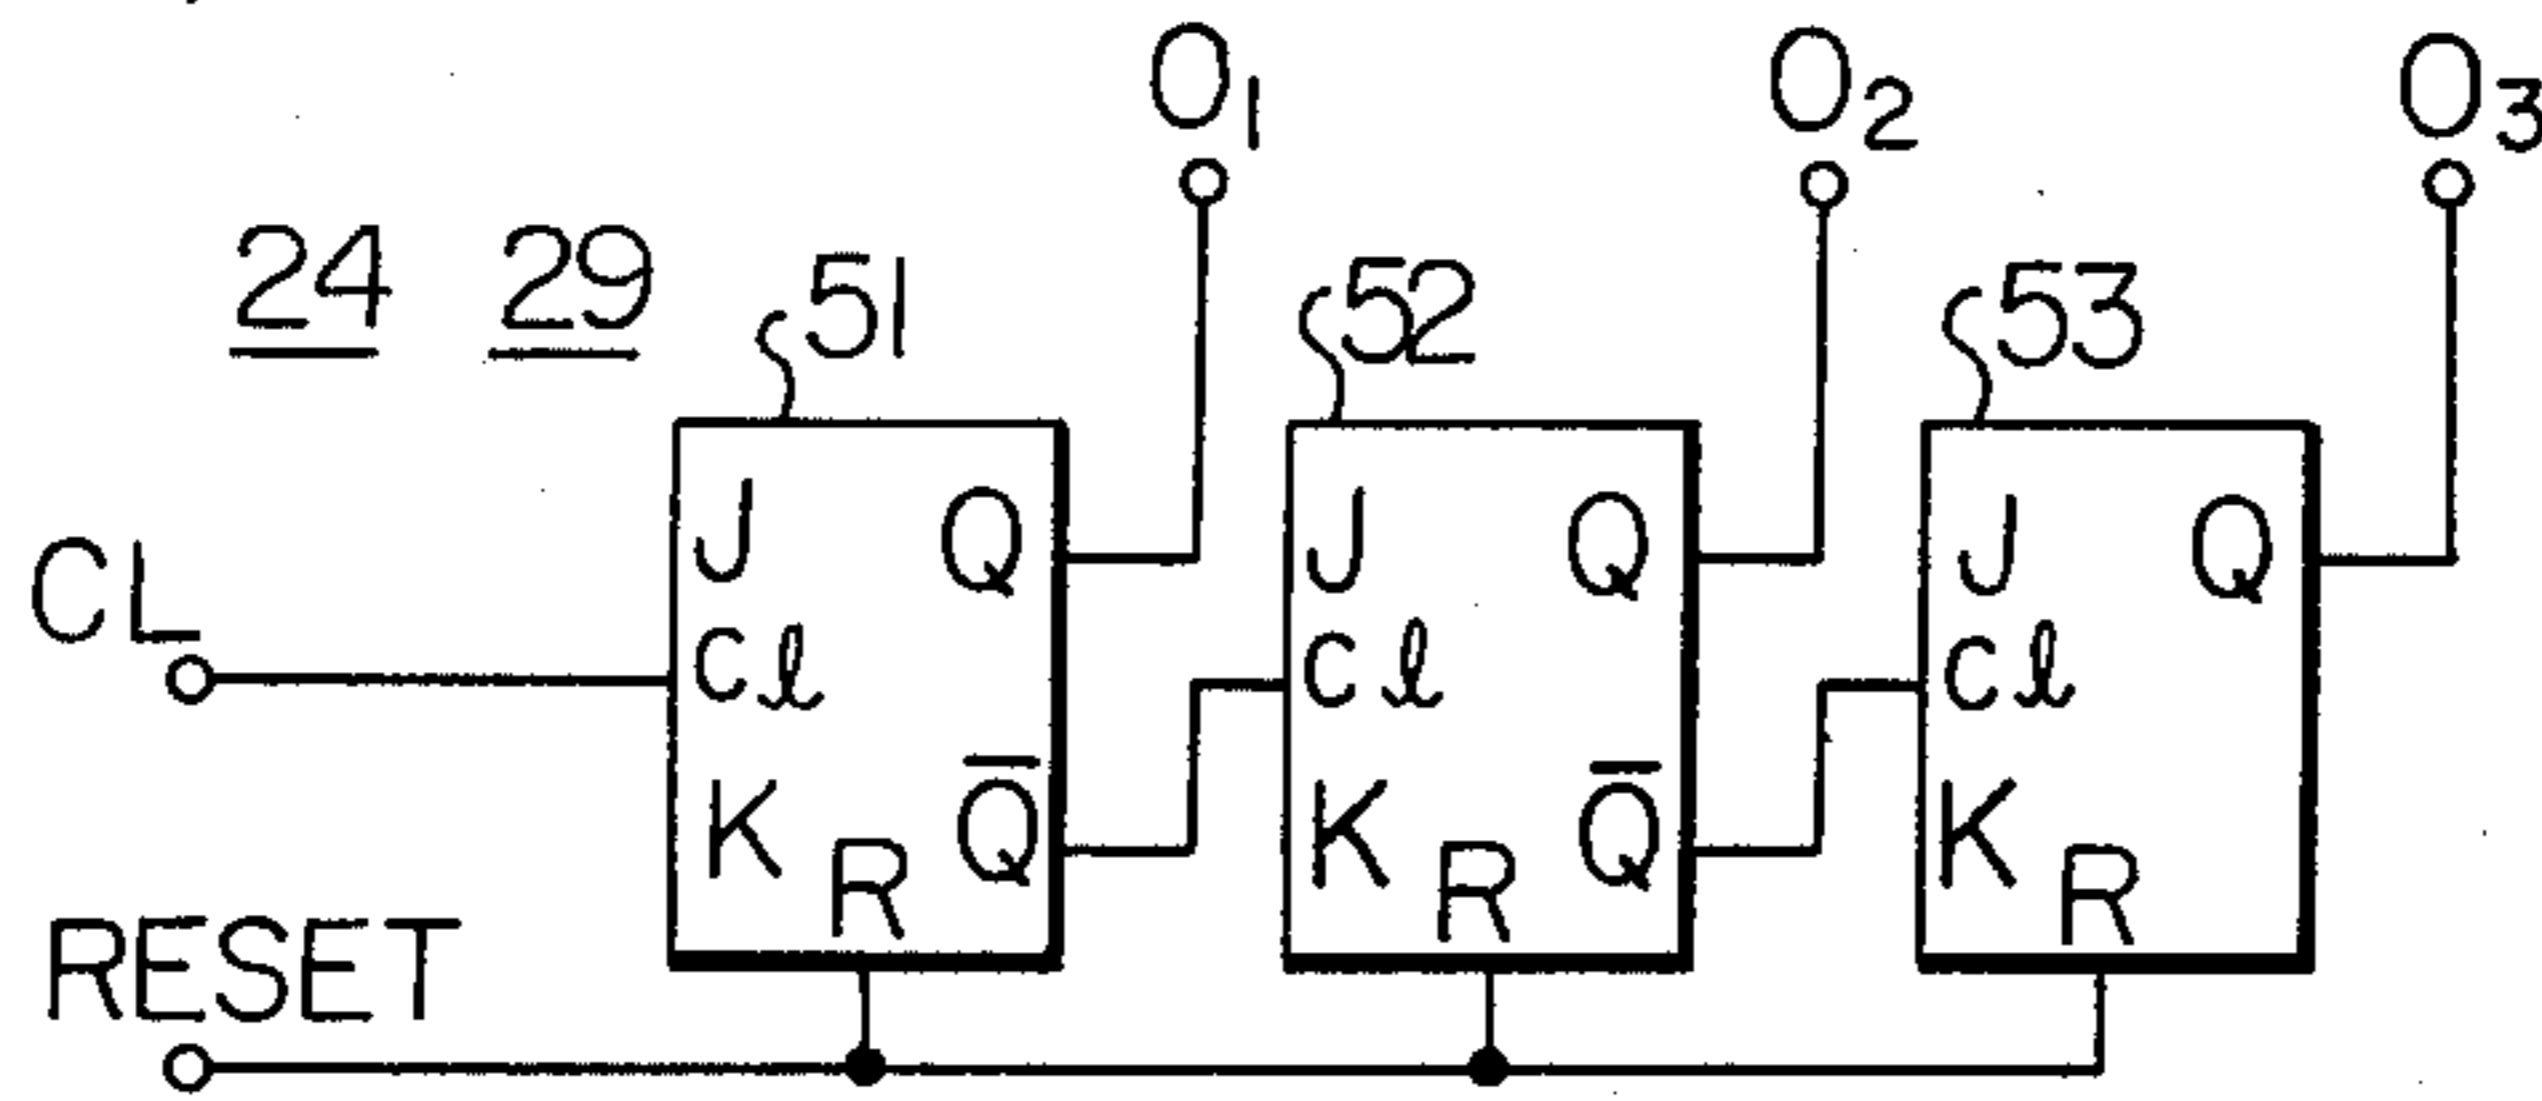 O1 O2 O3
24 29 51 52 53
J Q J Q J Q
CL Cl Cl Cl
K R Q̅ K R Q̅ K R
RESET